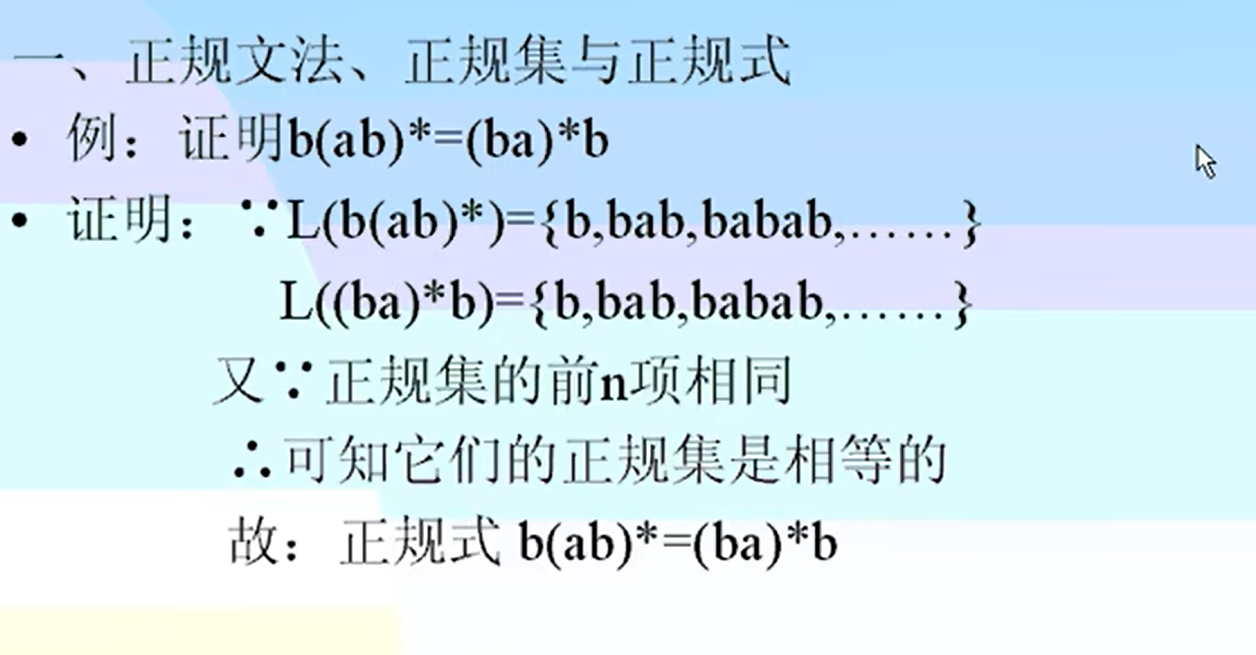 一、正规文法、正规集与正规式
• 例：证明b(ab)*=(ba)*b
• 证明：∵L(b(ab)*)={b,bab,babab,……}
L((ba)*b)={b,bab,babab,……}
又∵正规集的前n项相同
∴可知它们的正规集是相等的
故：正规式 b(ab)*=(ba)*b